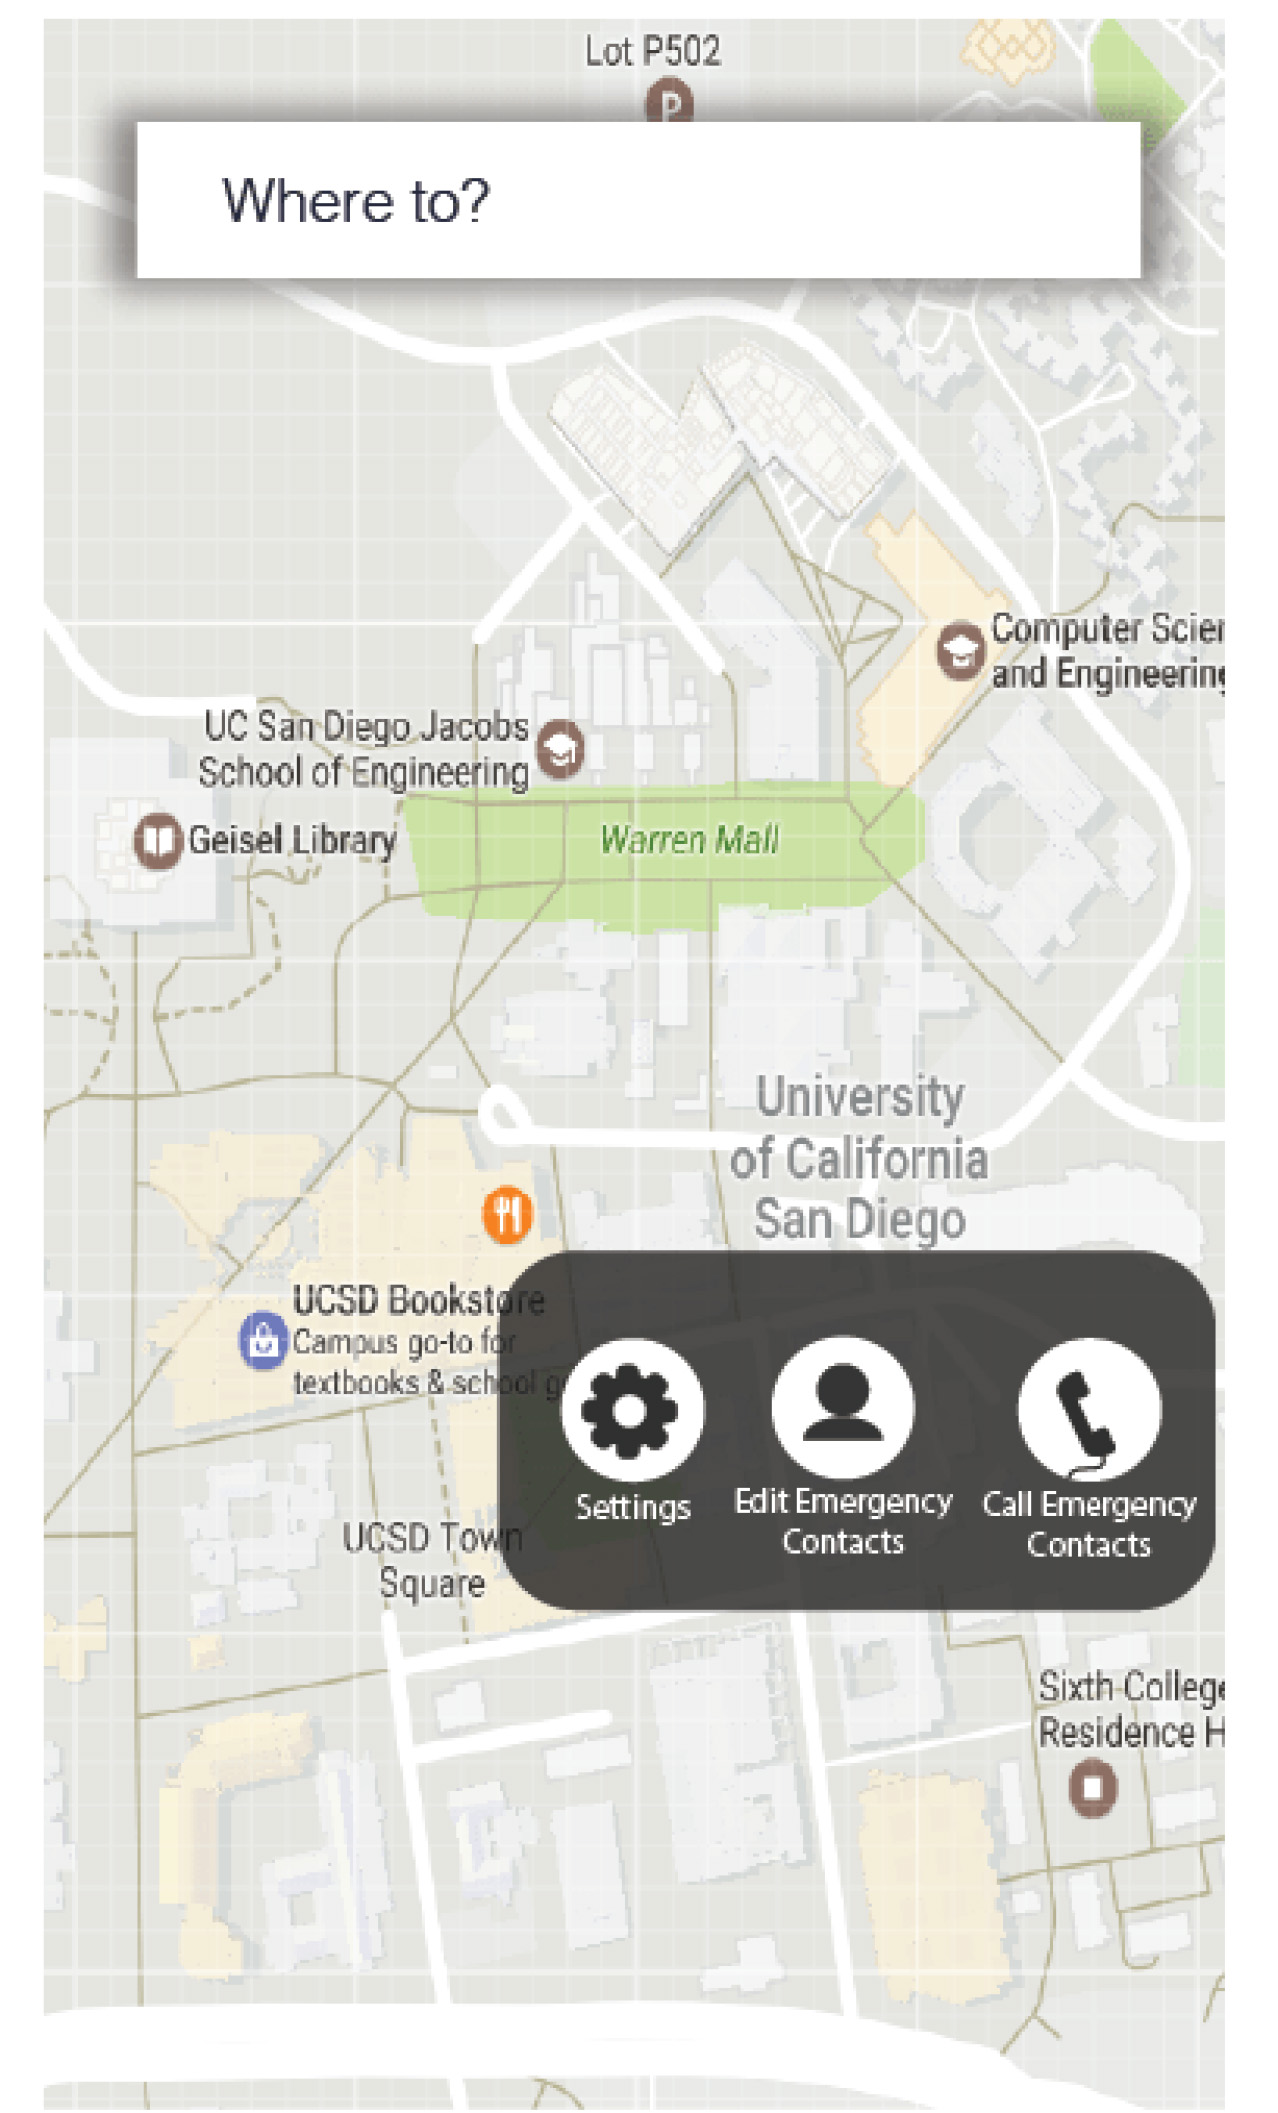 Lot P502
P
Where to?
Computer Scien
and Engineering
UC San Diego Jacobs
School of Engineering
Geisel Library
Warren Mall
University
of California
San Diego
UCSD Bookstore
Campus go-to for
textbooks & school g
Settings
Edit Emergency
Contacts
Call Emergency
Contacts
UCSD Town
Square
Sixth College
Residence H